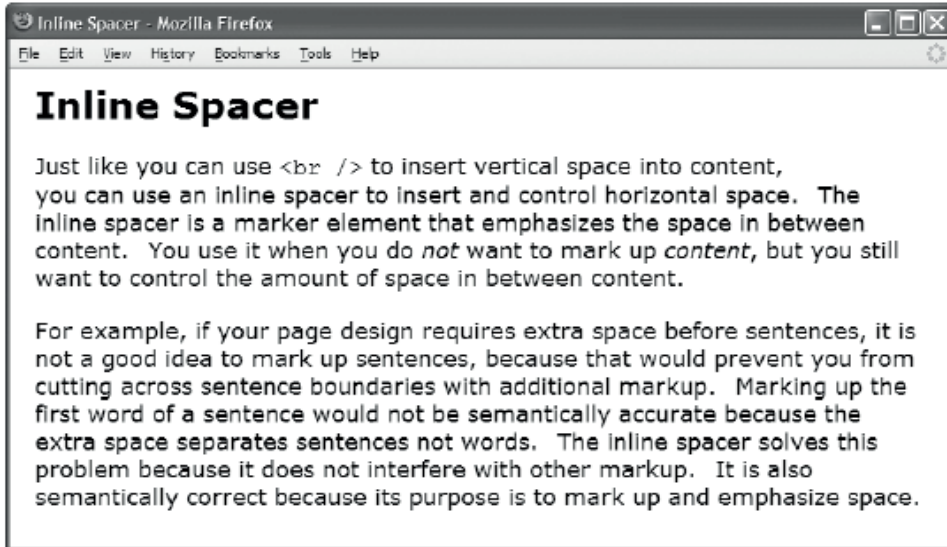 Inline Spacer - Mozilla Firefox
File Edit View History Bookmarks Tools Help
Inline Spacer
Just like you can use <br /> to insert vertical space into content,
you can use an inline spacer to insert and control horizontal space. The
inline spacer is a marker element that emphasizes the space in between
content. You use it when you do not want to mark up content, but you still
want to control the amount of space in between content.
For example, if your page design requires extra space before sentences, it is
not a good idea to mark up sentences, because that would prevent you from
cutting across sentence boundaries with additional markup. Marking up the
first word of a sentence would not be semantically accurate because the
extra space separates sentences not words. The inline spacer solves this
problem because it does not interfere with other markup. It is also
semantically correct because its purpose is to mark up and emphasize space.